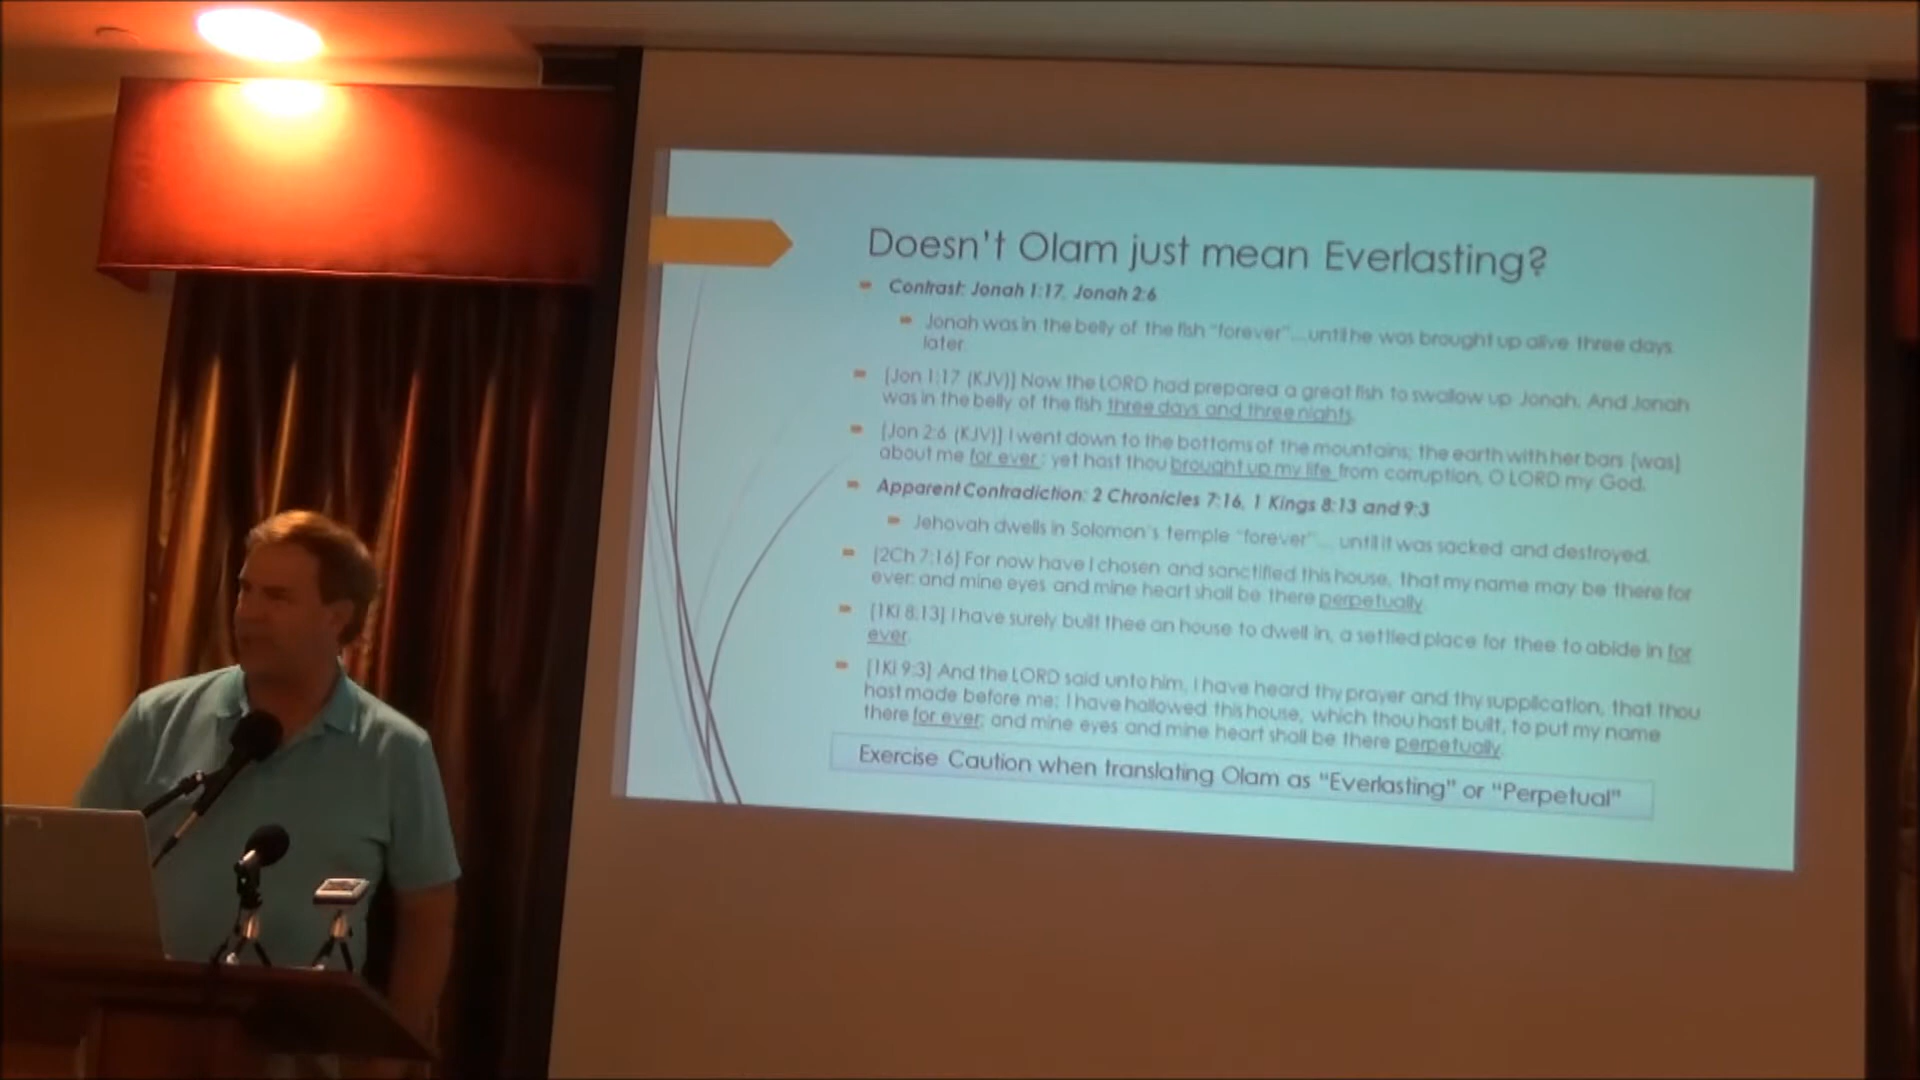 Doesn't Olam just mean Everlasting?
Contrast: Jonah 1:17, Jonah 2:6
Jonah was in the belly of the fish "forever"...until he was brought up alive three days
later
[Jon 1:17 (KJV)] Now the LORD had prepared a great fish to swallow up Jonah. And Jonah
was in the belly of the fish three days and three nights.
[Jon 2:6 (KJV)] I went down to the bottoms of the mountains; the earth with her bars [was]
about me for ever : yet hast thou brought up my life from corruption, O LORD my God.
Apparent Contradiction: 2 Chronicles 7:16, 1 Kings 8:13 and 9:3
Jehovah dwells in Solomon's temple "forever"... until it was sacked and destroyed.
[2Ch 7:16] For now have I chosen and sanctified this house, that my name may be there for
ever: and mine eyes and mine heart shall be there perpetually
[1Ki 8:13] I have surely built thee an house to dwell in, a settled place for thee to abide in for
ever.
[1Ki 9:3] And the LORD said unto him, I have heard thy prayer and thy supplication, that thou
hast made before me: I have hallowed this house, which thou hast built, to put my name
there for ever; and mine eyes and mine heart shall be there perpetually.
Exercise Caution when translating Olam as "Everlasting" or "Perpetual"